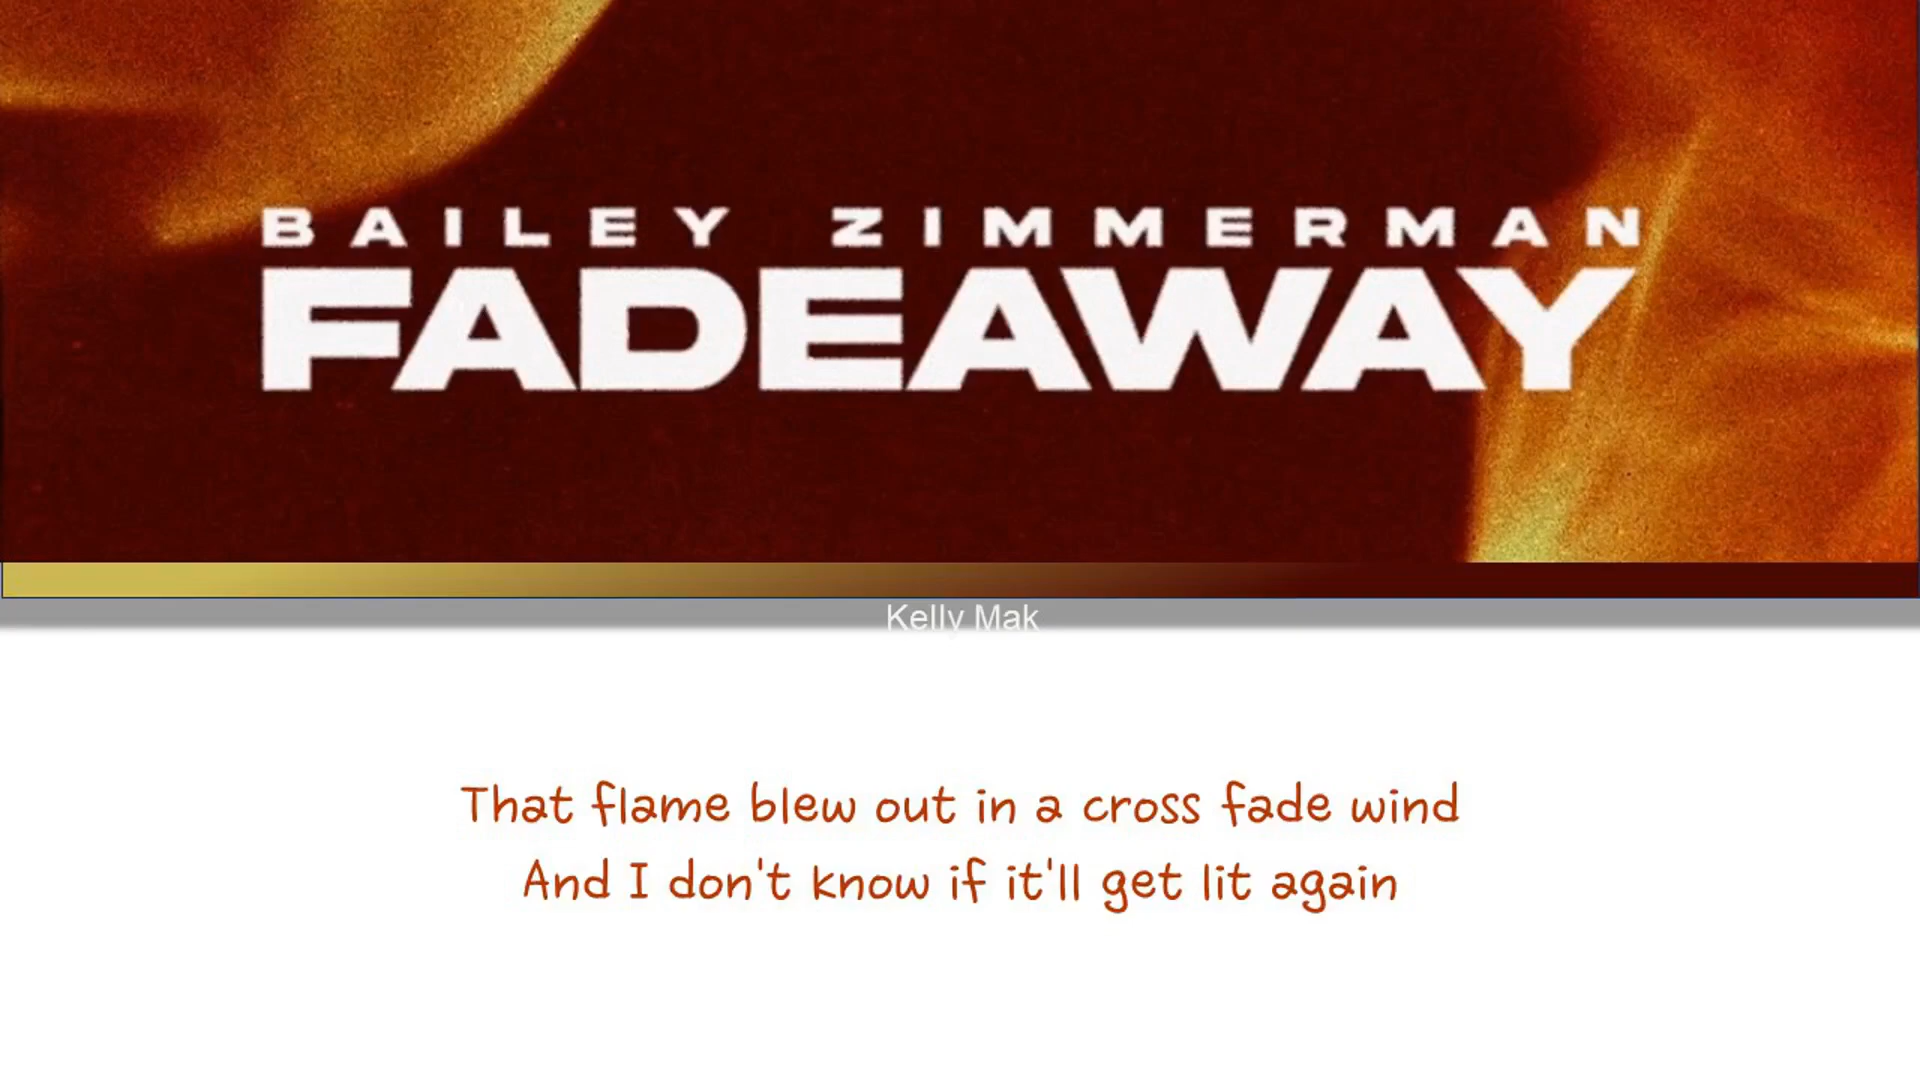 BAILEY ZIMMERMAN
FADEAWAY
Kelly Mak
That flame blew out in a cross fade wind
And I don't know if it'll get lit again